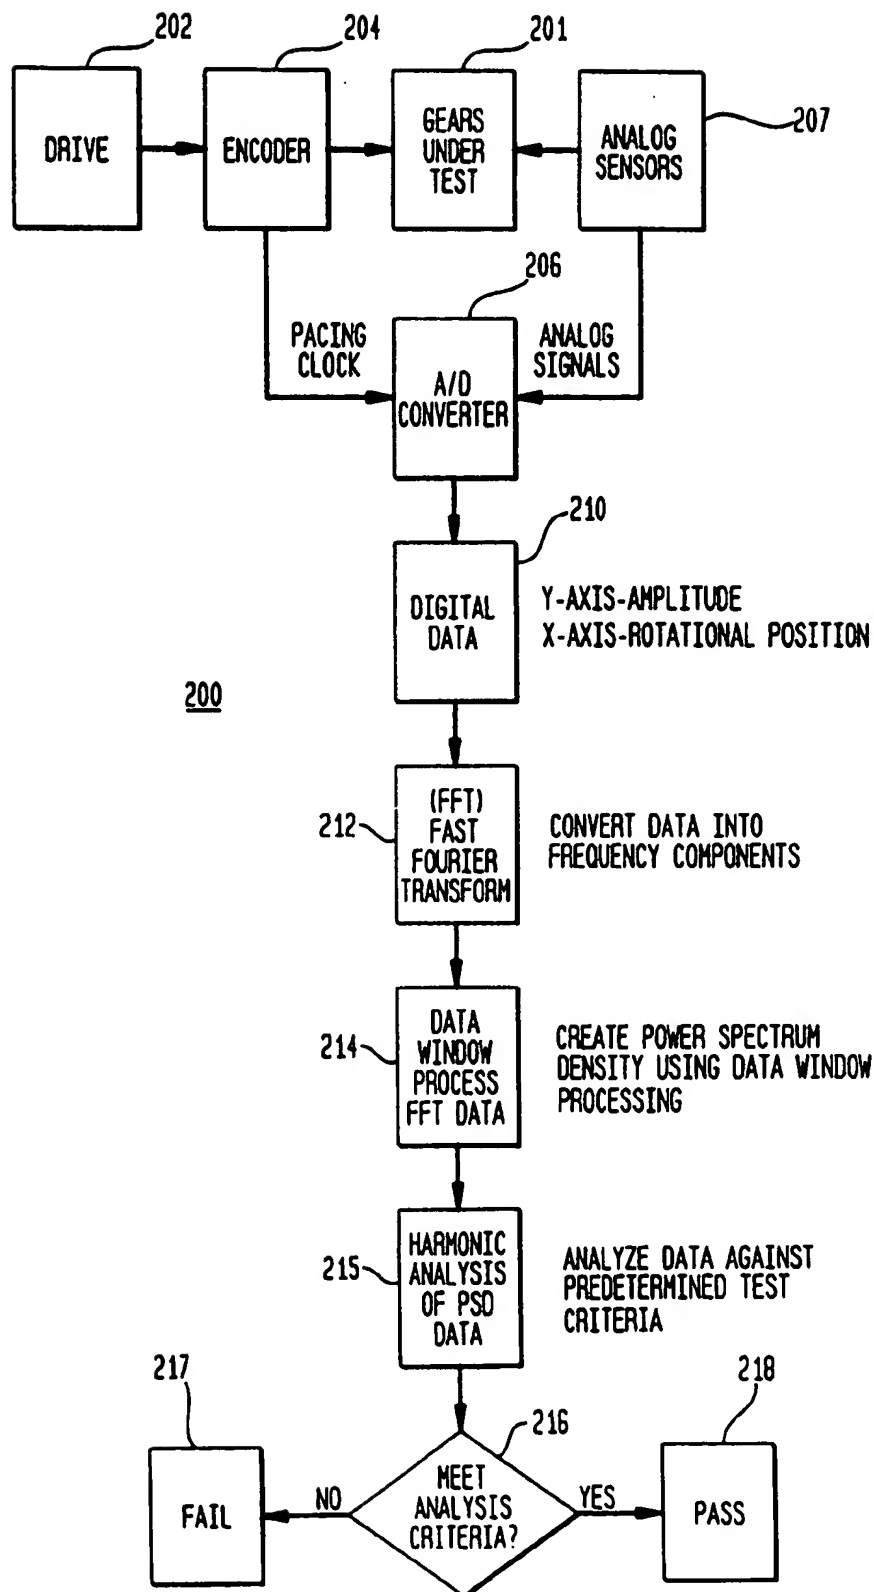 202
204
201
207
DRIVE
ENCODER
GEARS
UNDER
TEST
ANALOG
SENSORS
206
PACING
CLOCK
A/D
CONVERTER
ANALOG
SIGNALS
210
DIGITAL
DATA
Y-AXIS-AMPLITUDE
X-AXIS-ROTATIONAL POSITION
200
212
(FFT)
FAST
FOURIER
TRANSFORM
CONVERT DATA INTO
FREQUENCY COMPONENTS
214
DATA
WINDOW
PROCESS
FFT DATA
CREATE POWER SPECTRUM
DENSITY USING DATA WINDOW
PROCESSING
215
HARMONIC
ANALYSIS
OF PSD
DATA
ANALYZE DATA AGAINST
PREDETERMINED TEST
CRITERIA
217
216
218
FAIL
NO
MEET
ANALYSIS
CRITERIA?
YES
PASS